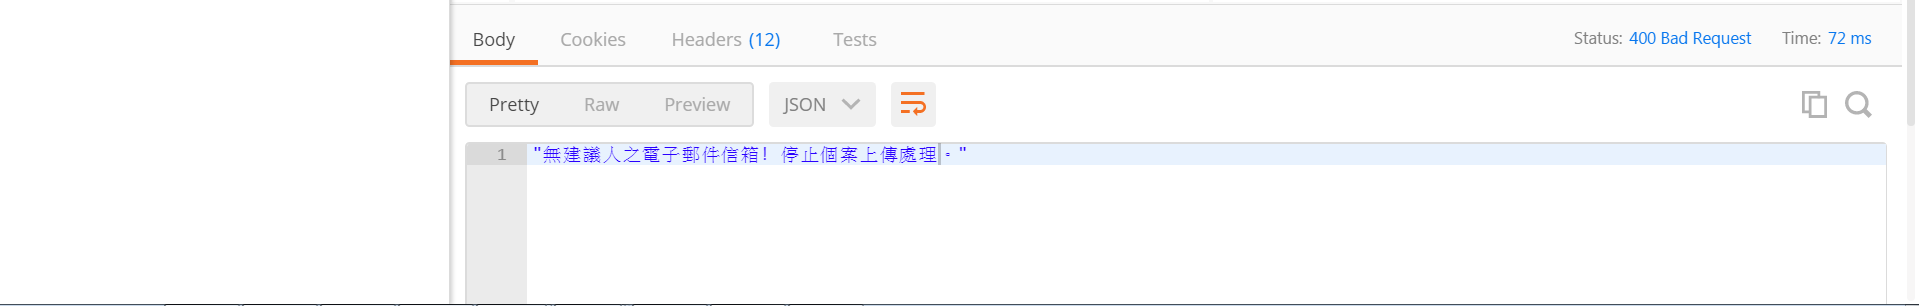 Body Cookies Headers (12) Tests Status: 400 Bad Request Time: 72 ms
Pretty Raw Preview JSON
1 "無建議人之電子郵件信箱! 停止個案上傳處理。"